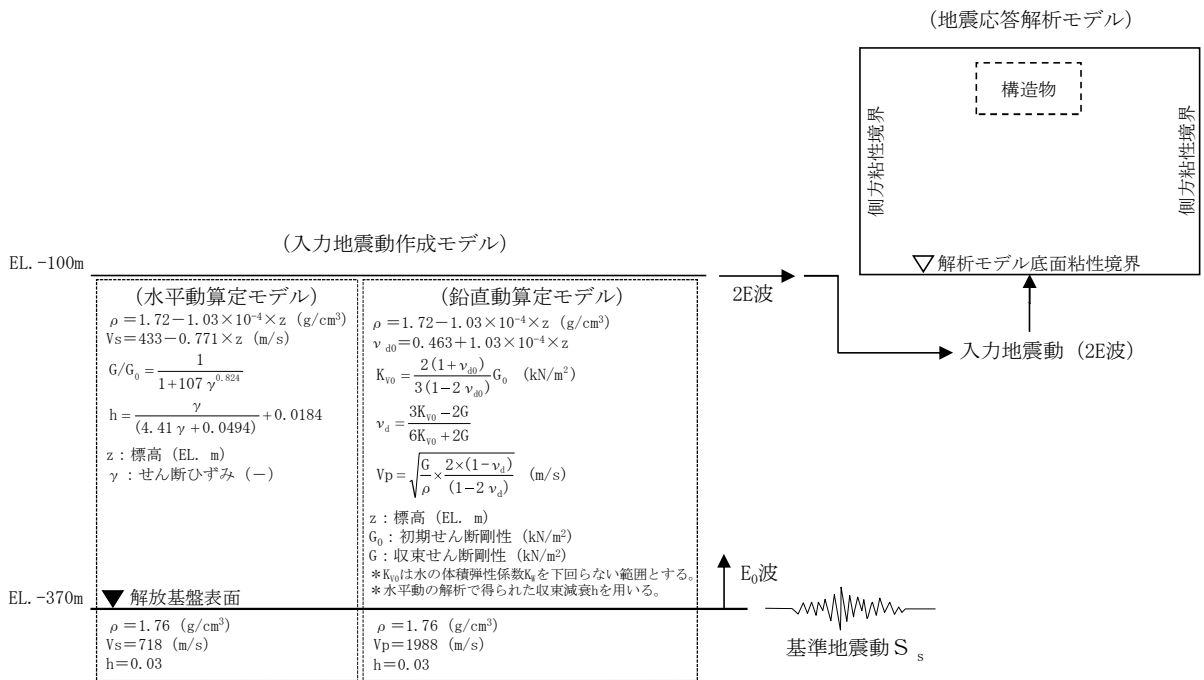 (地震応答解析モデル)
構造物
側方粘性境界
側方粘性境界
▽解析モデル底面粘性境界
(入力地震動作成モデル)
EL.-100m
2E波
入力地震動(2E波)
(水平動算定モデル)
ρ=1.72-1.03×10⁻⁴×z (g/cm³)
Vs=433-0.771×z (m/s)
G/G₀=1/(1+107γ^0.824)
h=γ/(4.41γ+0.0494)+0.0184
z:標高(EL. m)
γ:せん断ひずみ(-)
(鉛直動算定モデル)
ρ=1.72-1.03×10⁻⁴×z (g/cm³)
ν_d0=0.463+1.03×10⁻⁴×z
K_V0=2(1+ν_d0)/3(1-2ν_d0) G₀ (kN/m²)
ν_d=(3K_V0-2G)/(6K_V0+2G)
Vp=√(G/ρ×2×(1-ν_d)/(1-2ν_d)) (m/s)
z:標高(EL. m)
G₀:初期せん断剛性(kN/m²)
G:収束せん断剛性(kN/m²)
*K_V0は水の体積弾性係数K_Wを下回らない範囲とする。
*水平動の解析で得られた収束減衰hを用いる。
E₀波
EL.-370m
▼解放基盤表面
ρ=1.76 (g/cm³)
Vs=718 (m/s)
h=0.03
ρ=1.76 (g/cm³)
Vp=1988 (m/s)
h=0.03
基準地震動Sₛ